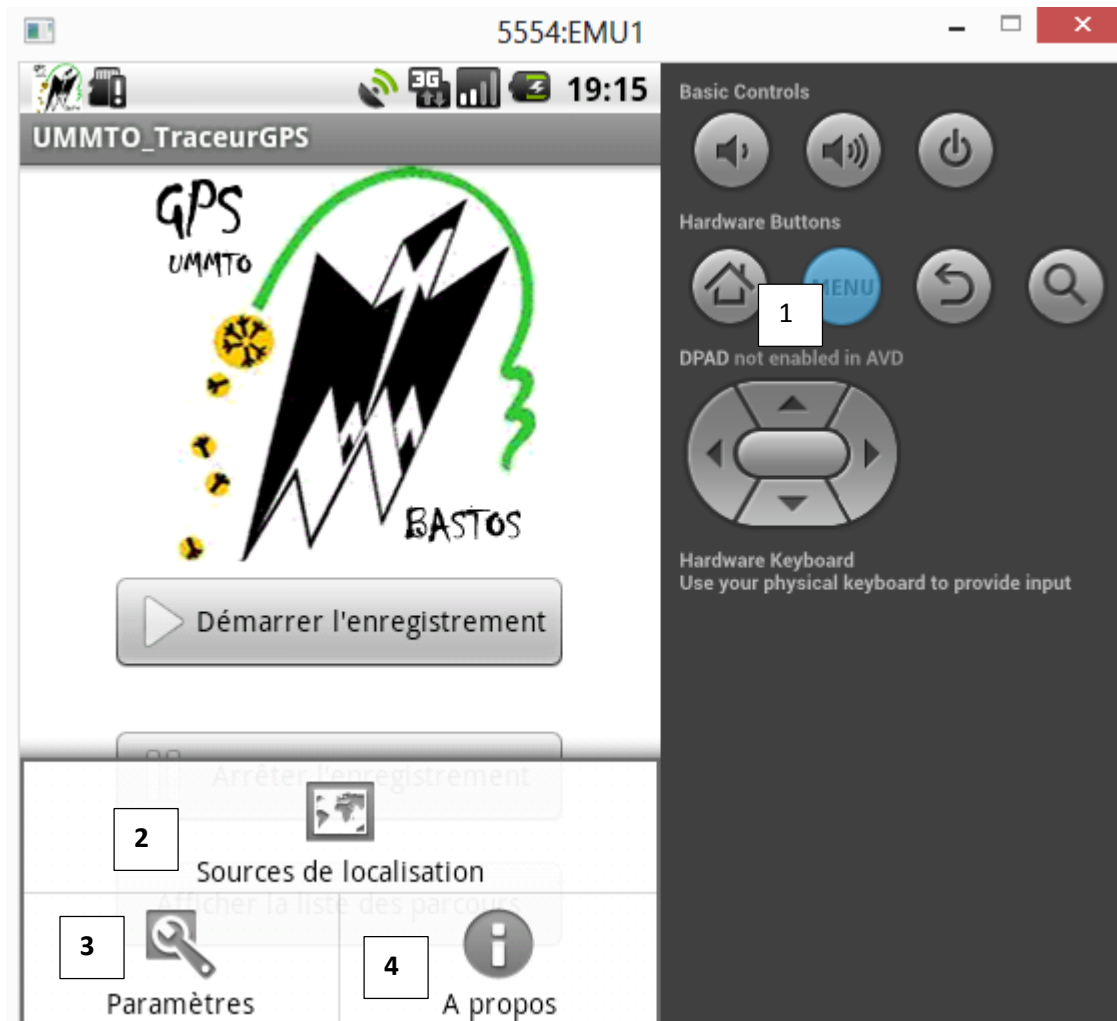 5554:EMU1
3G
19:15
UMMTO_TraceurGPS
GPS
UMMTO
BASTOS
Démarrer l'enregistrement
Arrêter l'enregistrement
Afficher la liste des parcours
2
Sources de localisation
3
Paramètres
4
A propos
Basic Controls
Hardware Buttons
MENU
1
DPAD not enabled in AVD
Hardware Keyboard
Use your physical keyboard to provide input